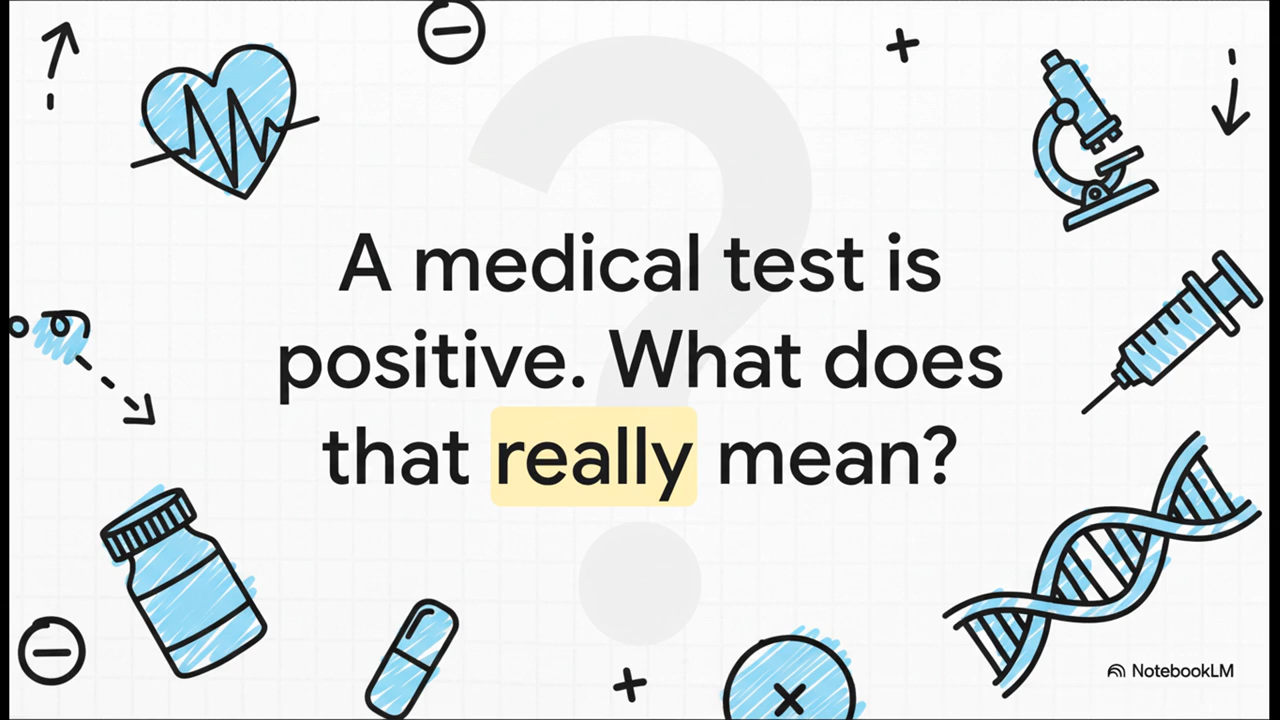 A medical test is
positive. What does
that really mean?
NotebookLM